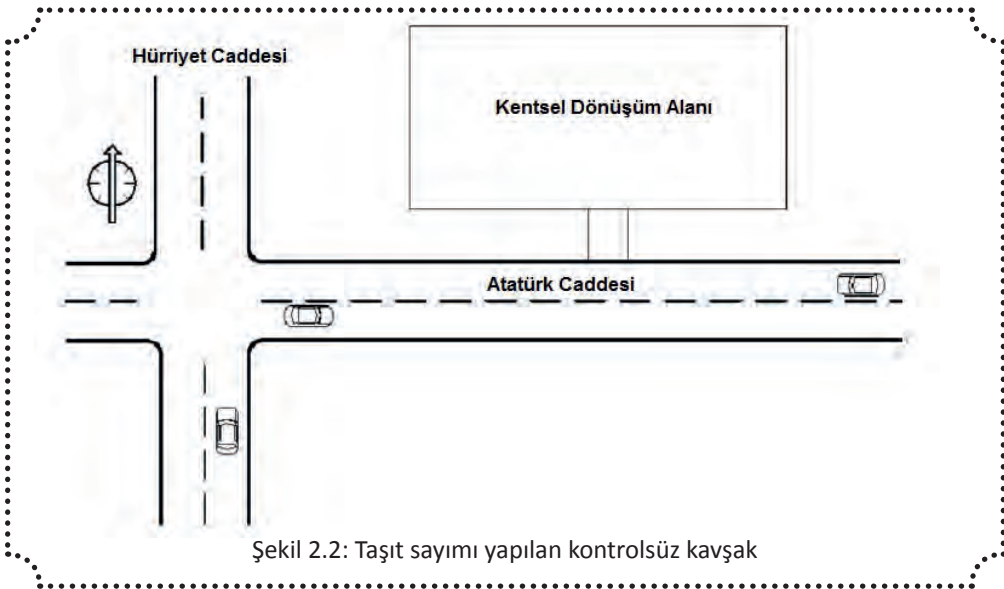 Hürriyet Caddesi
Kentsel Dönüşüm Alanı
Atatürk Caddesi
Şekil 2.2: Taşıt sayımı yapılan kontrolsüz kavşak